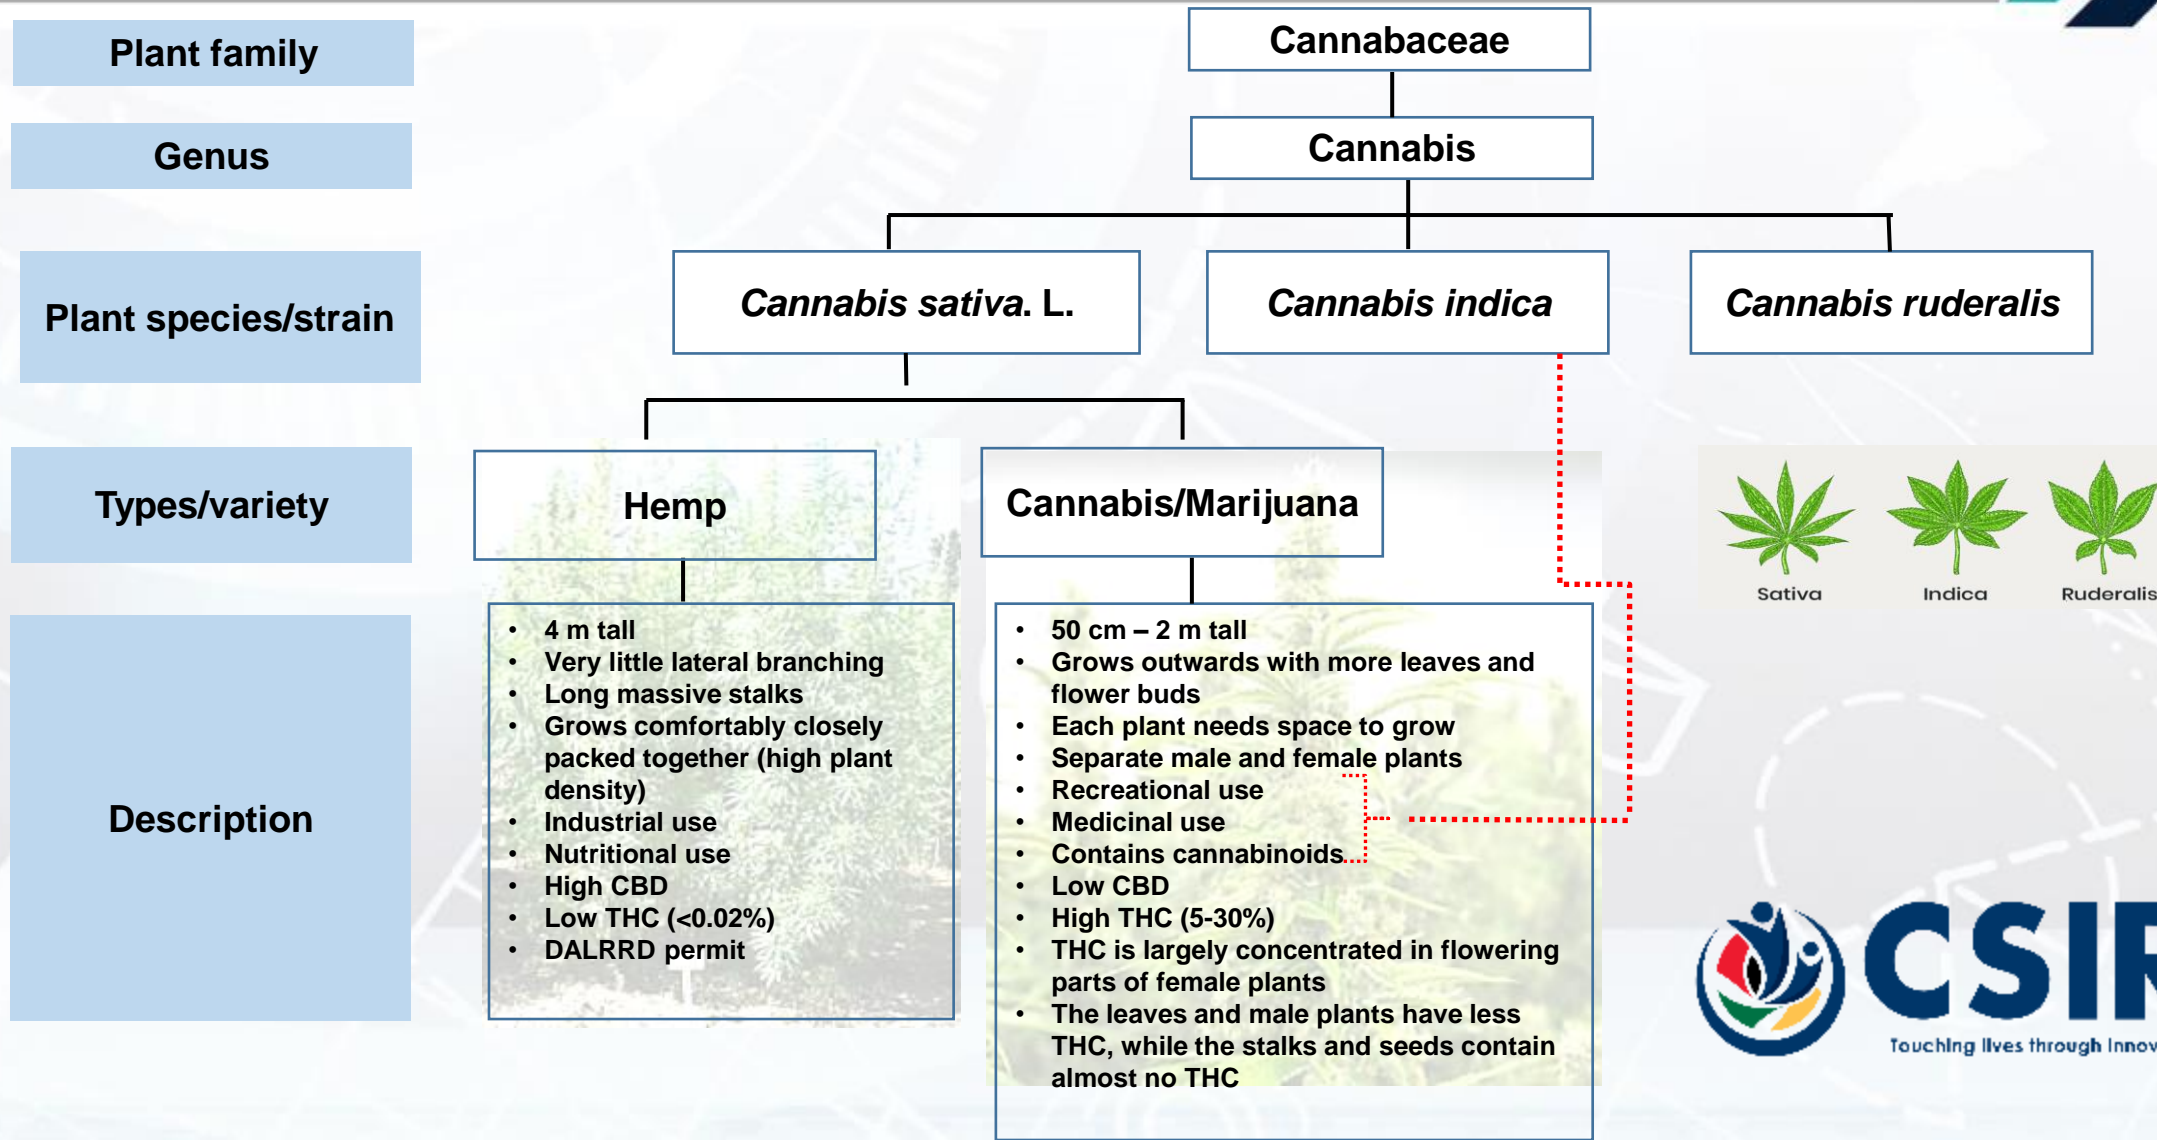 Plant family
Cannabaceae
Genus
Cannabis
Plant species/strain
Cannabis sativa. L.
Cannabis indica
Cannabis ruderalis
Types/variety
Hemp
Cannabis/Marijuana
Sativa
Indica
Ruderalis
Description
• 4 m tall
• Very little lateral branching
• Long massive stalks
• Grows comfortably closely
packed together (high plant
density)
• Industrial use
• Nutritional use
• High CBD
• Low THC (<0.02%)
• DALRRD permit
• 50 cm – 2 m tall
• Grows outwards with more leaves and
flower buds
• Each plant needs space to grow
• Separate male and female plants
• Recreational use
• Medicinal use
• Contains cannabinoids
• Low CBD
• High THC (5-30%)
• THC is largely concentrated in flowering
parts of female plants
• The leaves and male plants have less
THC, while the stalks and seeds contain
almost no THC
CSIR
Touching lives through innov